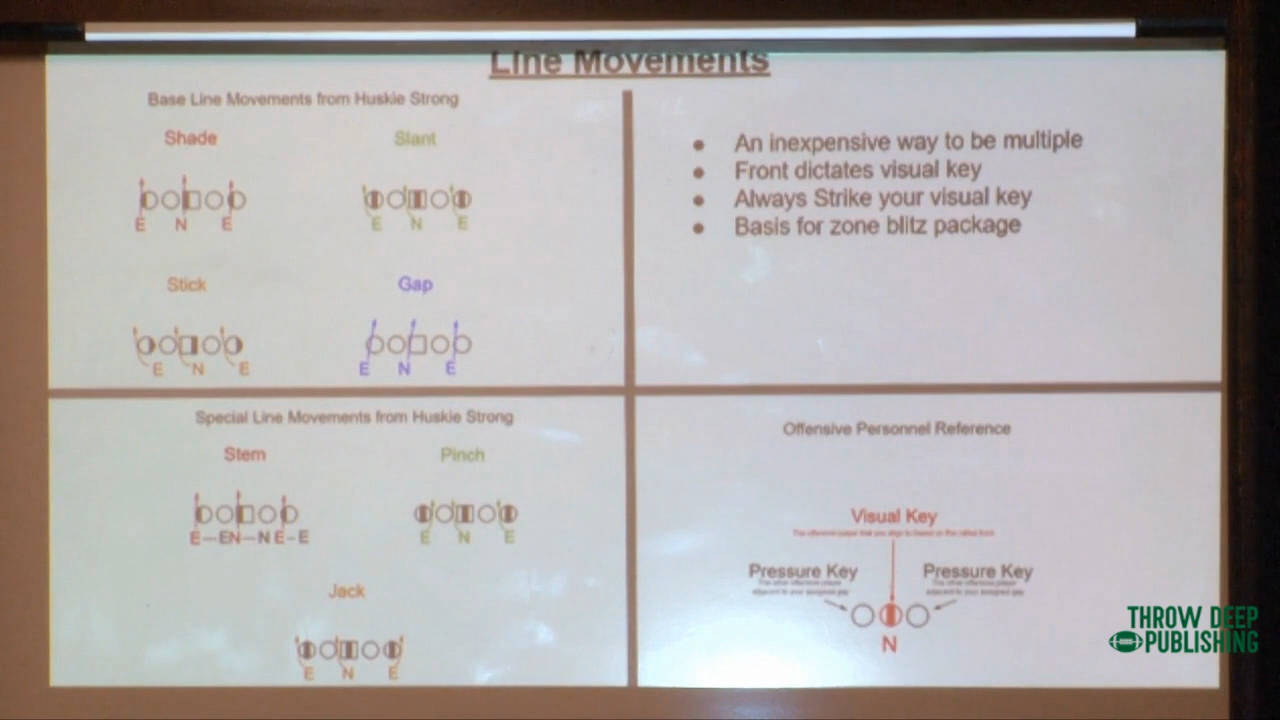 Line Movements
Base Line Movements from Huskie Strong
Shade
Slant
E N E
E N E
Stick
Gap
E N E
E N E
• An inexpensive way to be multiple
• Front dictates visual key
• Always Strike your visual key
• Basis for zone blitz package
Special Line Movements from Huskie Strong
Stem
Pinch
E--EN--N E--E
E N E
Jack
E N E
Offensive Personnel Reference
Visual Key
Pressure Key
Pressure Key
N
THROW DEEP
PUBLISHING